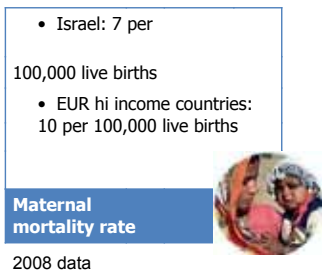 • Israel: 7 per
100,000 live births
• EUR hi income countries:
10 per 100,000 live births
Maternal
mortality rate
2008 data